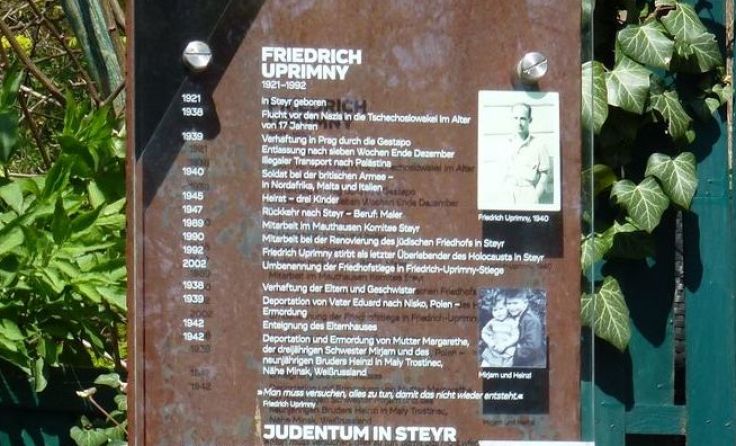 FRIEDRICH
UPRIMNY
1921–1992
1921 in Steyr geboren
1938 Flucht vor den Nazis in die Tschechoslowakei im Alter
von 17 Jahren
1939 Verhaftung in Prag durch die Gestapo
Entlassung nach sieben Wochen Ende Dezember
illegaler Transport nach Palästina
1940 Soldat bei der britischen Armee –
in Nordafrika, Malta und Italien
1945 Heirat – drei Kinder
1947 Rückkehr nach Steyr – Beruf: Maler
1989 Mitarbeit im Mauthausen Komitee Steyr
1990 Mitarbeit bei der Renovierung des jüdischen Friedhofs in Steyr
1992 Friedrich Uprimny stirbt als letzter Überlebender des Holocausts in Steyr
2002 Umbenennung der Friedhofstiege in Friedrich-Uprimny-Stiege
Friedrich Uprimny, 1940
1938 Verhaftung der Eltern und Geschwister
1939 Deportation von Vater Eduard nach Nisko, Polen –
Ermordung
1942 Enteignung des Elternhauses
1942 Deportation und Ermordung von Mutter Margarethe,
der dreijährigen Schwester Mirjam und des
neunjährigen Bruders Heinzl in Maly Trostinec,
Nähe Minsk, Weißrussland
Mirjam und Heinzl
»Man muss versuchen, alles zu tun, damit das nicht wieder entsteht.«
Friedrich Uprimny
JUDENTUM IN STEYR